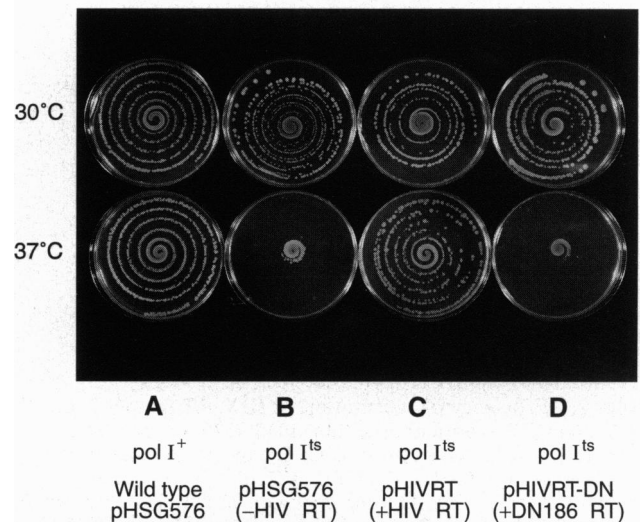 30°C
37°C
A B C D
pol I+ pol Its pol Its pol Its
Wild type pHSG576 pHIVRT pHIVRT-DN
pHSG576 (–HIV RT) (+HIV RT) (+DN186 RT)